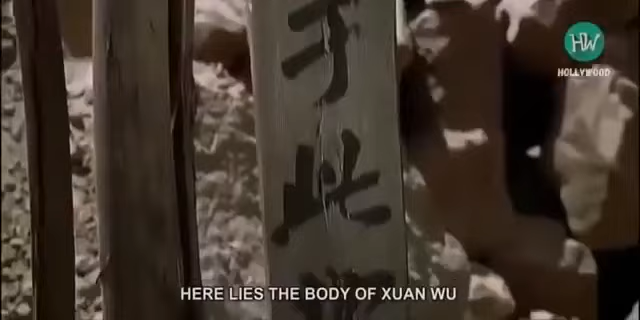 于此
HW
HOLLYWOOD
HERE LIES THE BODY OF XUAN WU